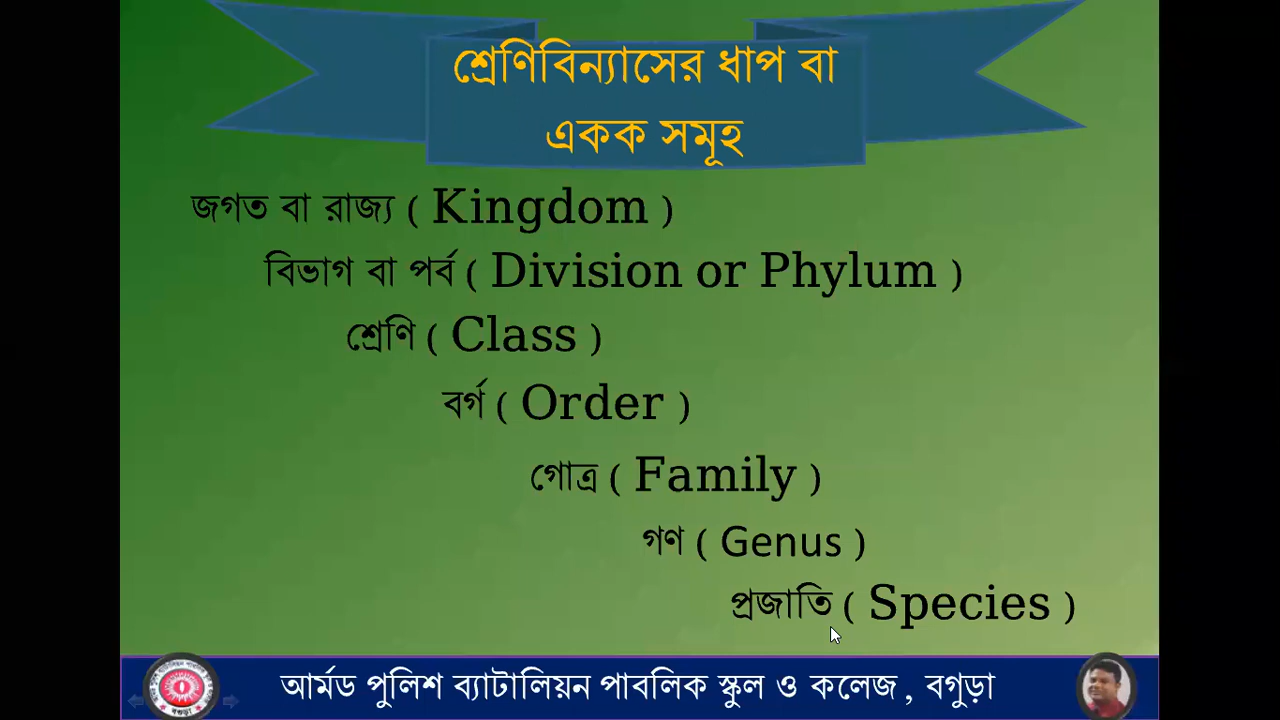 শ্রেণিবিন্যাসের ধাপ বা
একক সমূহ
জগত বা রাজ্য ( Kingdom )
বিভাগ বা পর্ব ( Division or Phylum )
শ্রেণি ( Class )
বর্গ ( Order )
গোত্র ( Family )
গণ ( Genus )
প্রজাতি ( Species )
আর্মড পুলিশ ব্যাটালিয়ন পাবলিক স্কুল ও কলেজ , বগুড়া